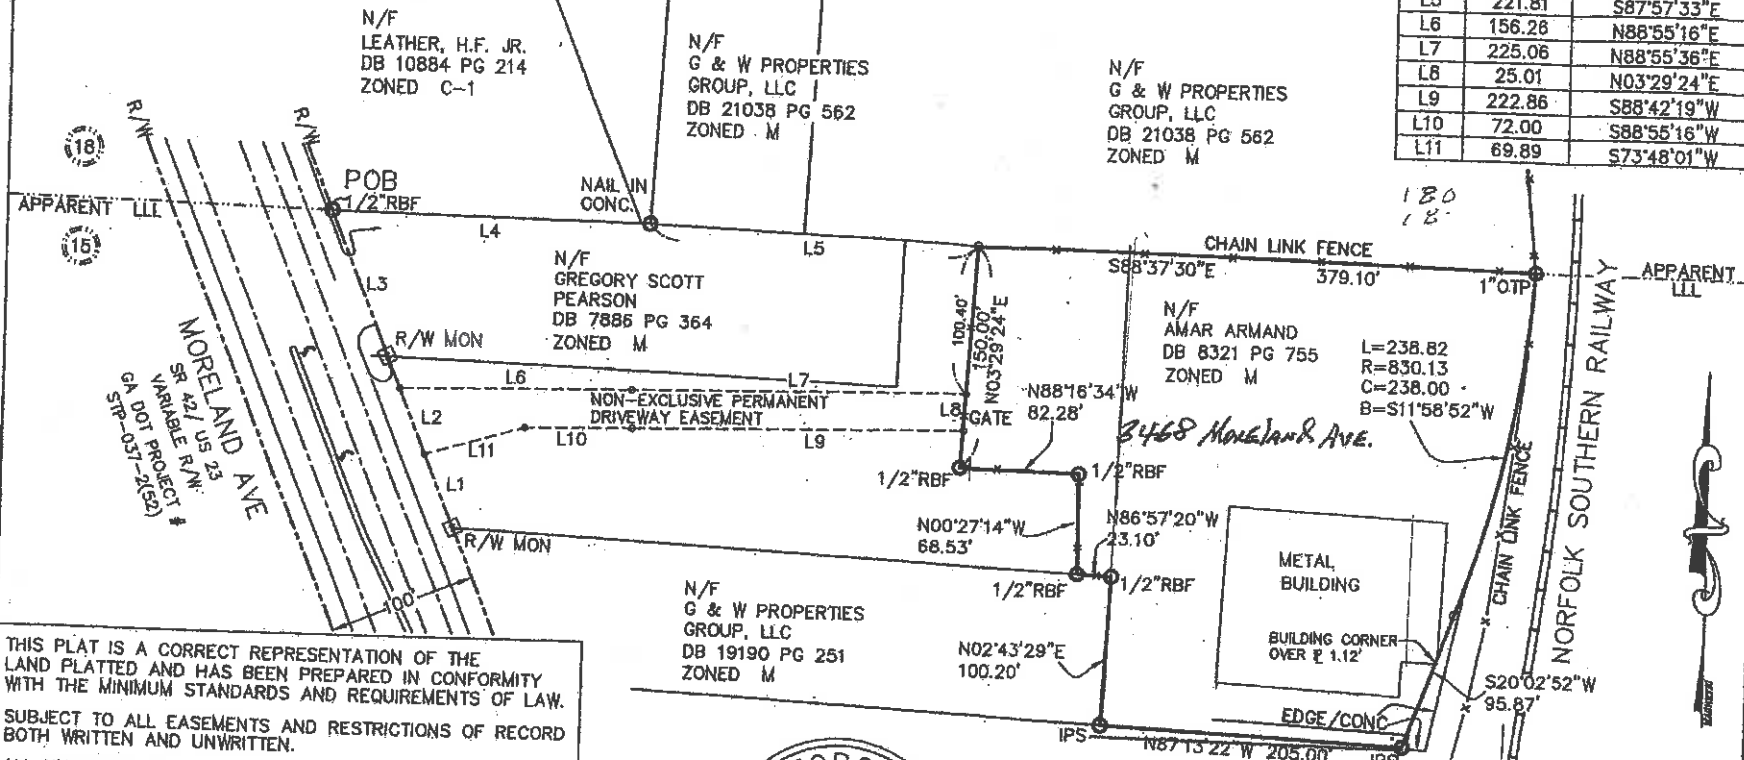 N/F
LEATHER, H.F. JR.
DB 10884 PG 214
ZONED C-1
N/F
G & W PROPERTIES
GROUP, LLC
DB 21038 PG 562
ZONED M
N/F
G & W PROPERTIES
GROUP, LLC
DB 21038 PG 562
ZONED M
L5 221.81 S87°57'33"E
L6 156.26 N88°55'16"E
L7 225.06 N88°55'36"E
L8 25.01 N03°29'24"E
L9 222.86 S88°42'19"W
L10 72.00 S88°55'16"W
L11 69.89 S73°48'01"W
180
18
R/W
R/W
18
APPARENT LLL
15
POB
1/2"RBF
NAIL IN
CONC.
L4
L5
CHAIN LINK FENCE
S88°37'30"E
379.10'
1"OTP
APPARENT
LLL
L3
N/F
GREGORY SCOTT
PEARSON
DB 7886 PG 364
ZONED M
100.40'
150.00'
N03°29'24"E
N/F
AMAR ARMAND
DB 8321 PG 755
ZONED M
L=238.82
R=830.13
C=238.00
B=S11°58'52"W
R/W MON
L6
L7
NON-EXCLUSIVE PERMANENT
DRIVEWAY EASEMENT
L8
GATE
N88°16'34"W
82.28'
3468 MORELAND AVE.
MORELAND AVE
SR 42/ US 23
VARIABLE R/W
GA DOT PROJECT #
STP-037-2(52)
L2
L11
L10
L9
L1
1/2"RBF
1/2"RBF
R/W MON
N00°27'14"W
68.53'
N86°57'20"W
23.10'
1/2"RBF
1/2"RBF
METAL
BUILDING
CHAIN LINK FENCE
NORFOLK SOUTHERN RAILWAY
100'
N/F
G & W PROPERTIES
GROUP, LLC
DB 19190 PG 251
ZONED M
N02°43'29"E
100.20'
BUILDING CORNER
OVER ⅊ 1.12'
S20°02'52"W
95.87'
EDGE/CONC
IPS
N87°13'22"W 205.00'
IPS
MAGNETIC
THIS PLAT IS A CORRECT REPRESENTATION OF THE
LAND PLATTED AND HAS BEEN PREPARED IN CONFORMITY
WITH THE MINIMUM STANDARDS AND REQUIREMENTS OF LAW.
SUBJECT TO ALL EASEMENTS AND RESTRICTIONS OF RECORD
BOTH WRITTEN AND UNWRITTEN.